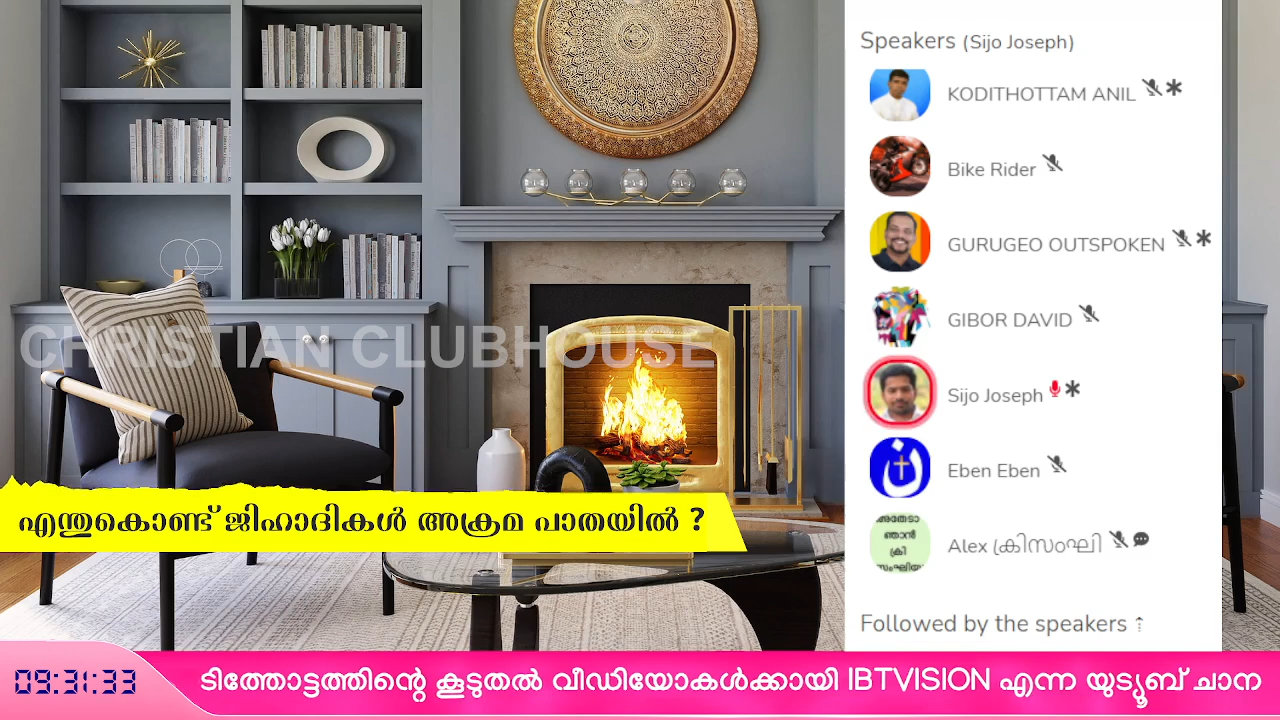 Speakers (Sijo Joseph)
KODITHOTTAM ANIL
Bike Rider
GURUGEO OUTSPOKEN
GIBOR DAVID
Sijo Joseph
Eben Eben
അതേടാ
ഞാൻ
ക്രി
സംഘിയ
Alex (ക്രിസംഘി
Followed by the speakers ⇡
CHRISTIAN CLUBHOUSE
എന്തുകൊണ്ട് ജിഹാദികൾ അക്രമ പാതയിൽ ?
09:31:33
ടിത്തോട്ടത്തിന്റെ കൂടുതൽ വീഡിയോകൾക്കായി IBTVISION എന്ന യുട്യൂബ് ചാന